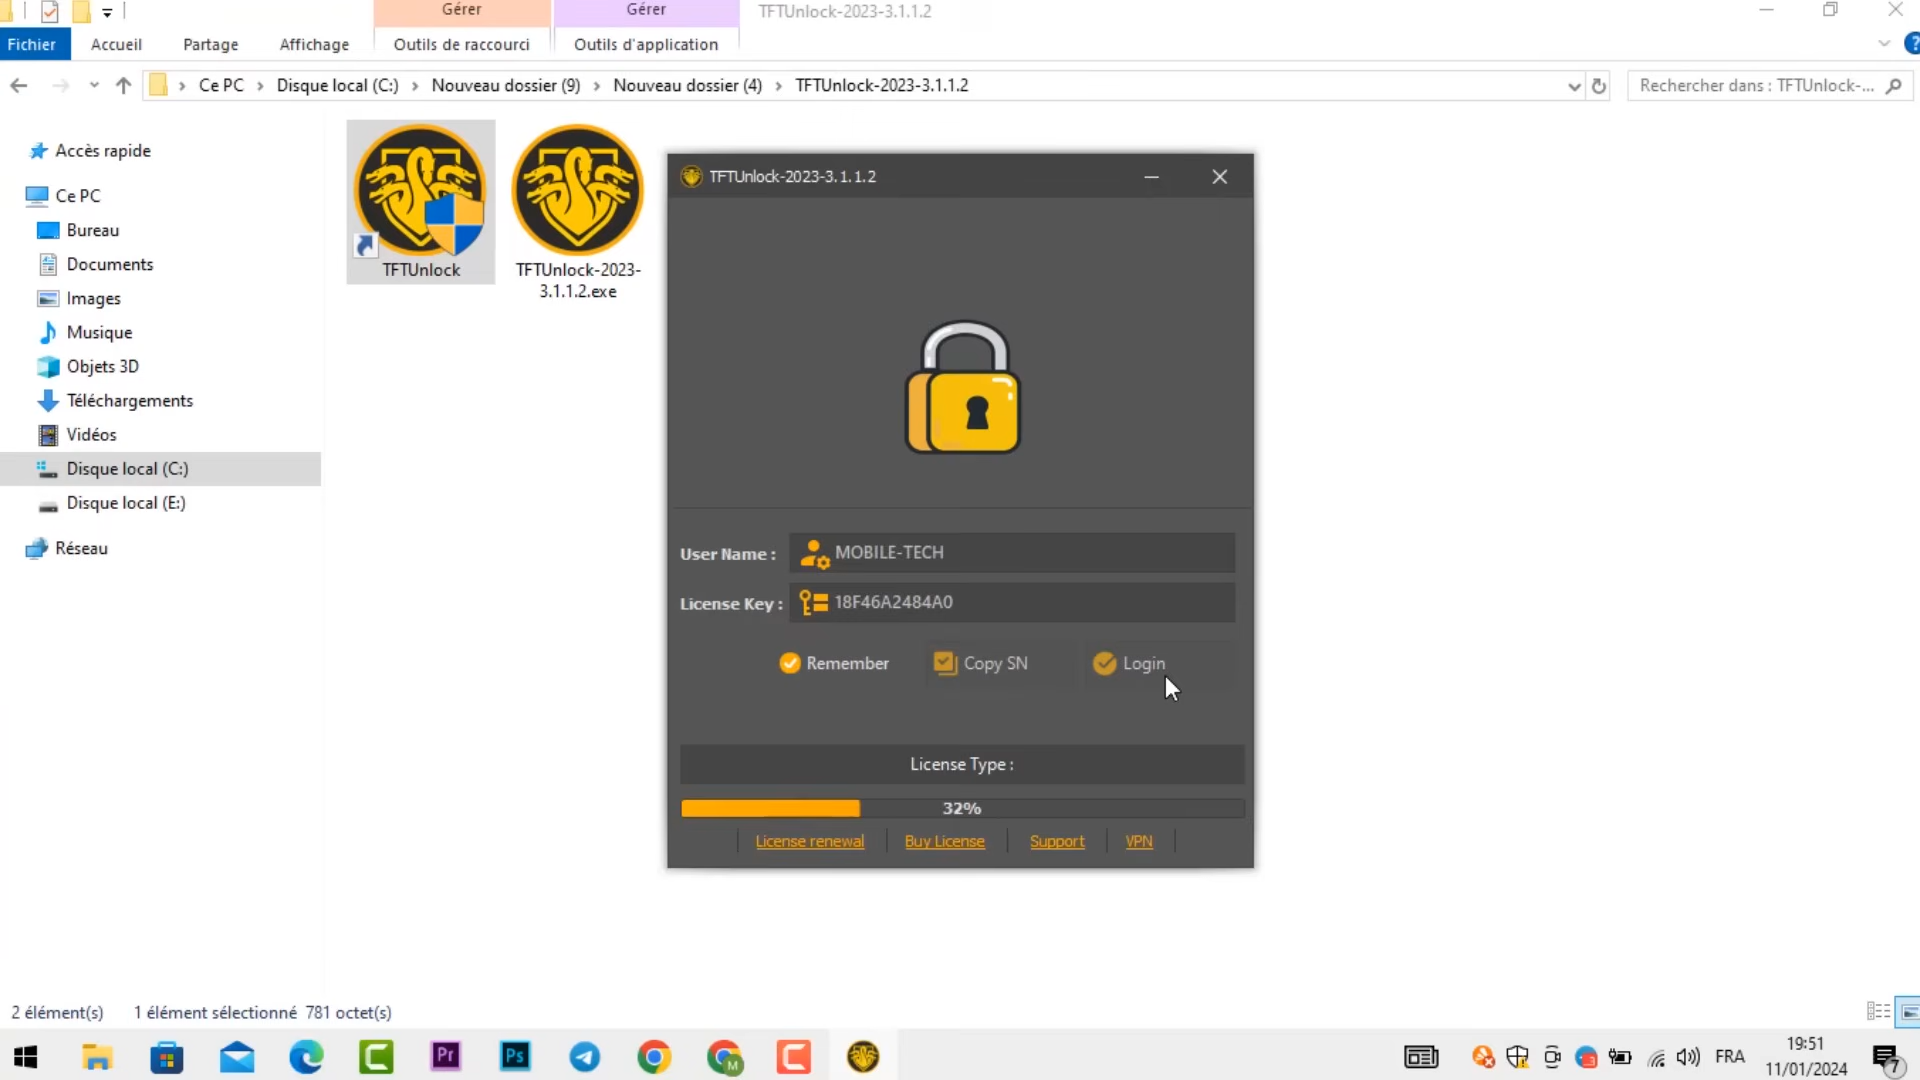 Gérer
Gérer
TFTUnlock-2023-3.1.1.2
Fichier
Accueil
Partage
Affichage
Outils de raccourci
Outils d'application
Ce PC
Disque local (C:)
Nouveau dossier (9)
Nouveau dossier (4)
TFTUnlock-2023-3.1.1.2
Rechercher dans : TFTUnlock-...
Accès rapide
Ce PC
Bureau
Documents
Images
Musique
Objets 3D
Téléchargements
Vidéos
Disque local (C:)
Disque local (E:)
Réseau
TFTUnlock
TFTUnlock-2023-
3.1.1.2.exe
TFTUnlock-2023-3.1.1.2
User Name :
MOBILE-TECH
License Key :
18F46A2484A0
Remember
Copy SN
Login
License Type :
32%
License renewal
Buy License
Support
VPN
2 élément(s)
1 élément sélectionné 781 octet(s)
Pr
Ps
M
FRA
19:51
11/01/2024
7